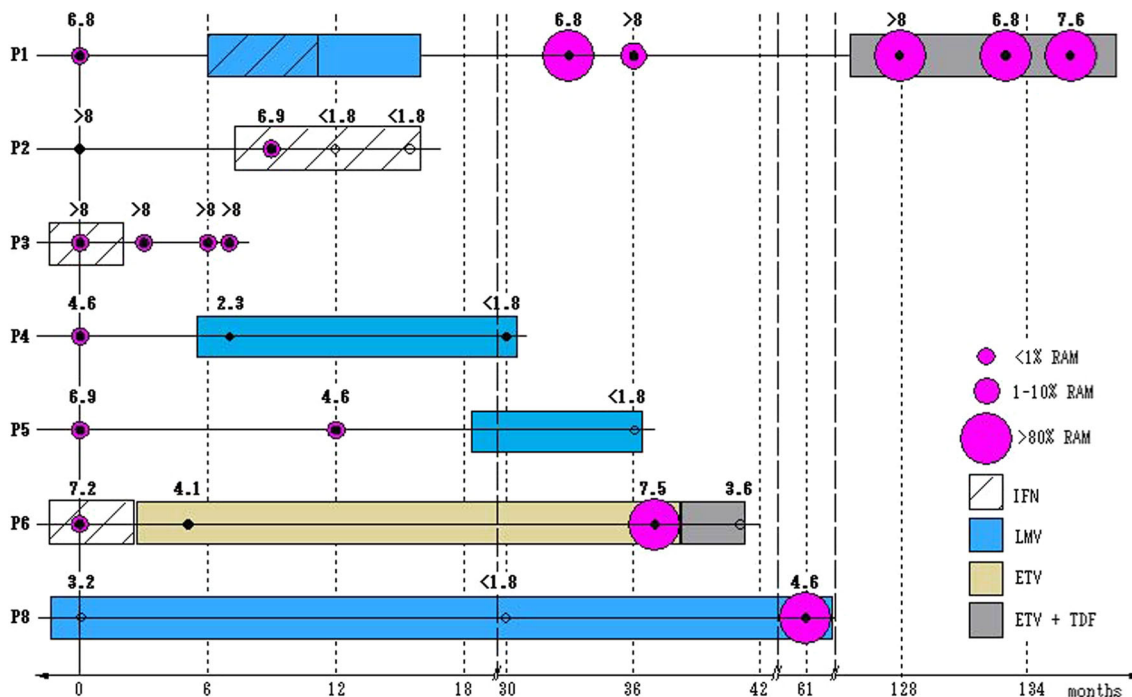 6.8 6.8 >8 >8 6.8 7.6
P1
>8 6.9 <1.8 <1.8
P2
>8 >8 >8 >8
P3
4.6 2.3 <1.8
P4
<1% RAM
6.9 4.6 <1.8
1-10% RAM
P5
>80% RAM
7.2 4.1 7.5 3.6
IFN
P6
LMV
3.2 <1.8 4.6
ETV
P8
ETV + TDF
0 6 12 18 30 36 42 61 128 134 months